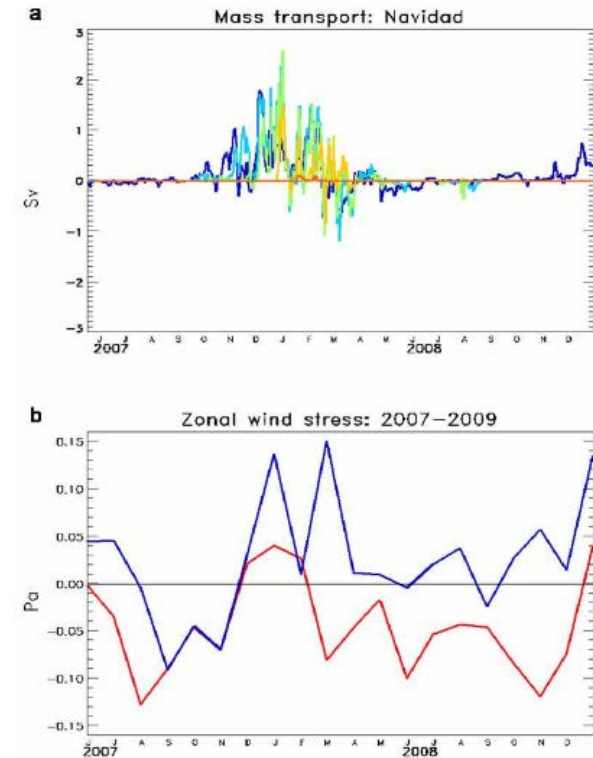 a
Mass transport: Navidad
3
2
1
0
-1
-2
-3
Sv
J J A S O N D J F M A M J J A S O N D
2007 2008
b
Zonal wind stress: 2007-2009
0.15
0.10
0.05
0.00
-0.05
-0.10
-0.15
Pa
J J A S O N D J F M A M J J A S O N D
2007 2008